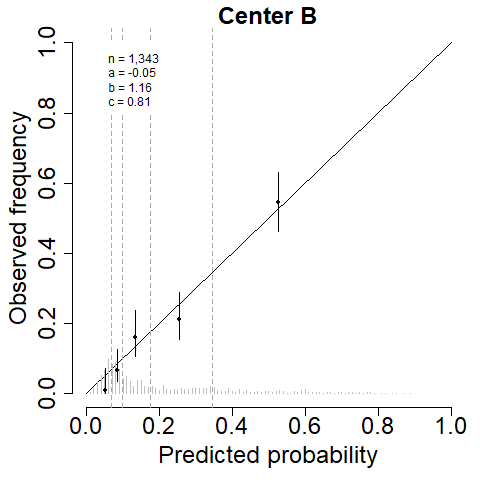 Center B
n = 1,343
a = -0.05
b = 1.16
c = 0.81
Observed frequency
1.0
0.8
0.6
0.4
0.2
0.0
0.0 0.2 0.4 0.6 0.8 1.0
Predicted probability